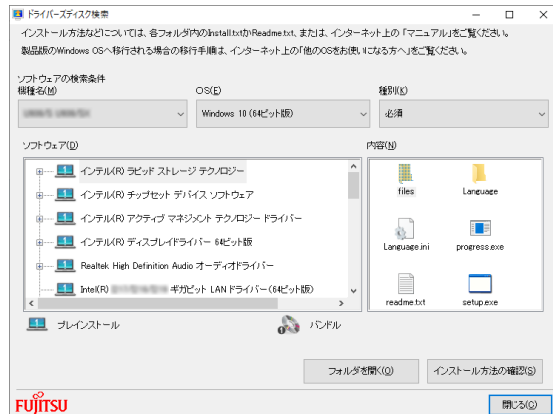 ドライバーズディスク検索
インストール方法などについては、各フォルダ内のInstall.txtかReadme.txt、または、インターネット上の「マニュアル」をご覧ください。
製品版のWindows OSへ移行される場合の移行手順は、インターネット上の「他のOSをお使いになる方へ」をご覧ください。
ソフトウェアの検索条件
機種名(M)
OS(E)
種別(K)
Windows 10 (64ビット版)
必須
ソフトウェア(D)
内容(N)
インテル(R) ラピッド ストレージ テクノロジー
インテル(R) チップセット デバイス ソフトウェア
インテル(R) アクティブ マネジメント テクノロジー ドライバー
インテル(R) ディスプレイドライバー 64ビット版
Realtek High Definition Audio オーディオドライバー
Intel(R) ギガビット LAN ドライバー(64ビット版)
files
Language
Language.ini
progress.exe
readme.txt
setup.exe
プレインストール
バンドル
フォルダを開く(O)
インストール方法の確認(S)
FUJITSU
閉じる(C)